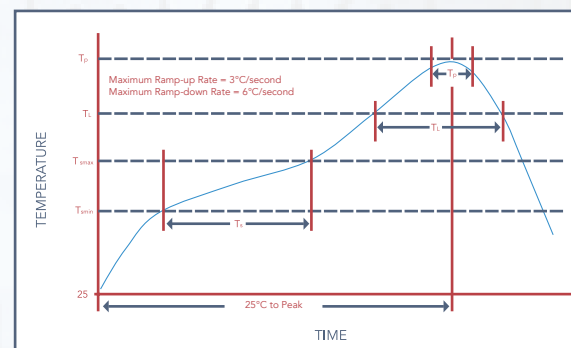 Tp
Maximum Ramp-up Rate = 3°C/second
Maximum Ramp-down Rate = 6°C/second
Tp
TL
TL
Tsmax
Tsmin
Ts
TEMPERATURE
25
25°C to Peak
TIME